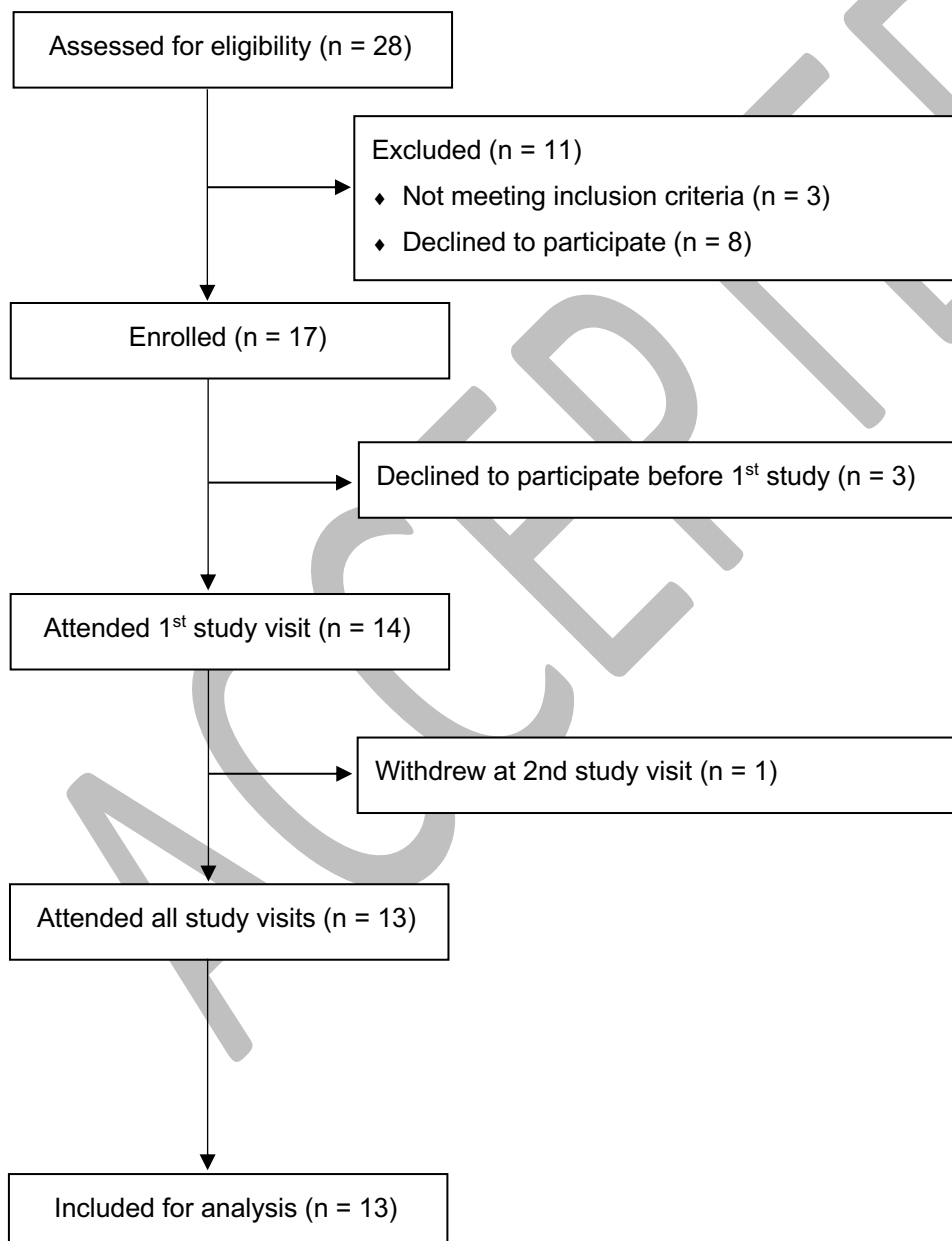 Assessed for eligibility (n = 28)
Excluded (n = 11)
♦ Not meeting inclusion criteria (n = 3)
♦ Declined to participate (n = 8)
Enrolled (n = 17)
Declined to participate before 1st study (n = 3)
Attended 1st study visit (n = 14)
Withdrew at 2nd study visit (n = 1)
Attended all study visits (n = 13)
Included for analysis (n = 13)
ACCEPTE